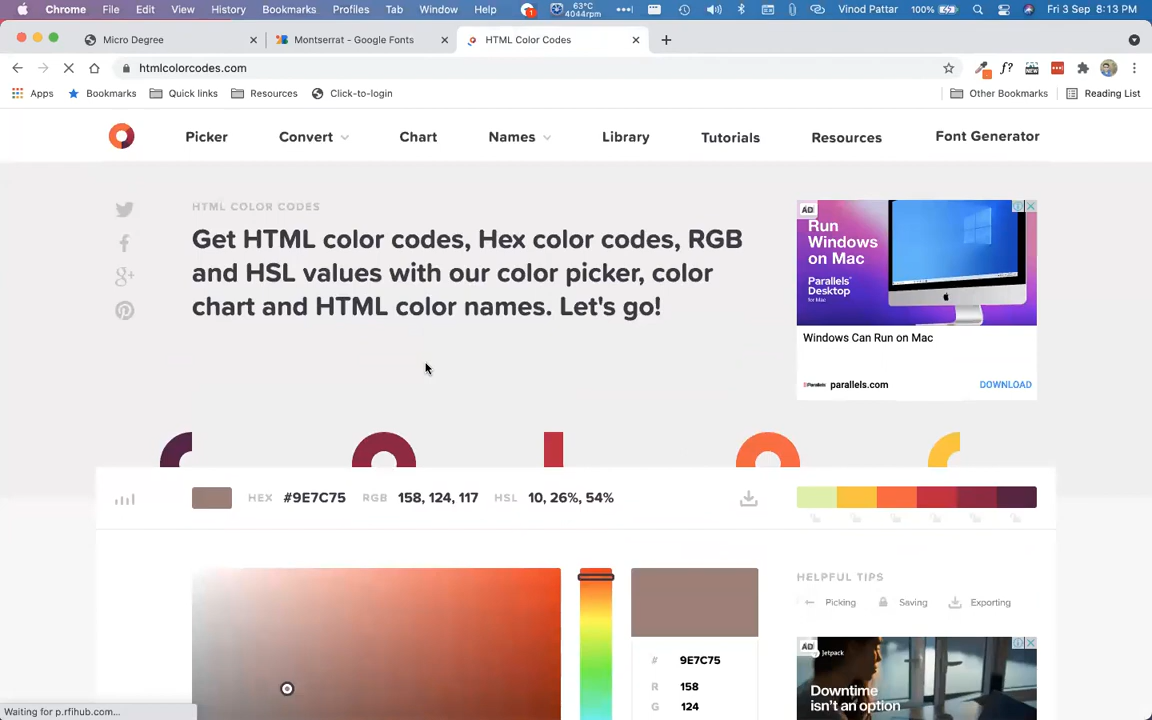 Chrome File Edit View History Bookmarks Profiles Tab Window Help 1 63°C 4044rpm Vinod Pattar 100% Fri 3 Sep 8:13 PM
Micro Degree Montserrat - Google Fonts HTML Color Codes
htmlcolorcodes.com f? NEW
Apps Bookmarks Quick links Resources Click-to-login Other Bookmarks Reading List
Picker Convert Chart Names Library Tutorials Resources Font Generator
HTML COLOR CODES
Get HTML color codes, Hex color codes, RGB
and HSL values with our color picker, color
chart and HTML color names. Let's go!
AD
Run
Windows
on Mac
Parallels
Desktop
for Mac
Windows Can Run on Mac
Parallels parallels.com DOWNLOAD
HEX #9E7C75 RGB 158, 124, 117 HSL 10, 26%, 54%
HELPFUL TIPS
Picking Saving Exporting
# 9E7C75
R 158
G 124
AD Jetpack
Downtime
isn't an option
Waiting for p.rfihub.com...